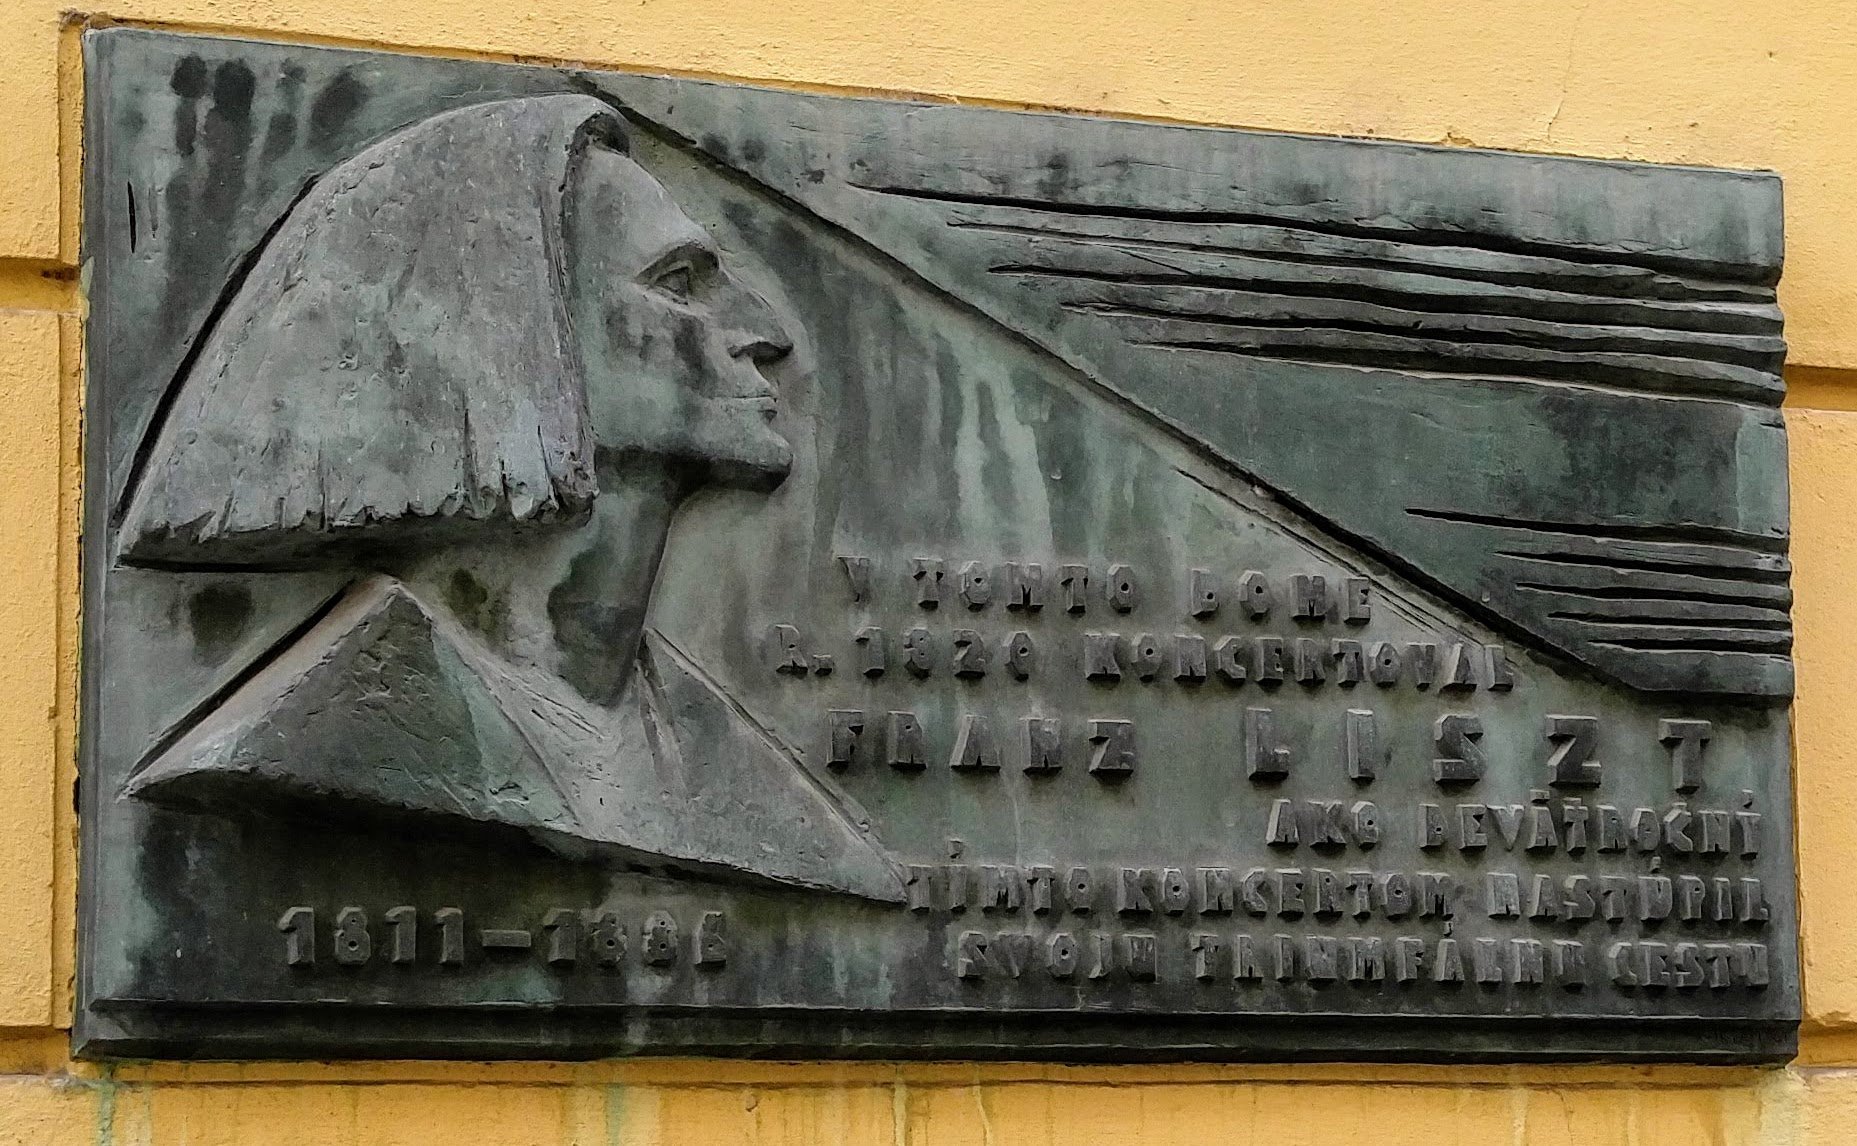 V TOMTO DOME
R. 1820 KONCERTOVAL
FRANZ LISZT
AKO DEVÄŤROČNÝ
TÝMTO KONCERTOM NASTÚPIL
SVOJU TRIUMFÁLNU CESTU
1811-1886